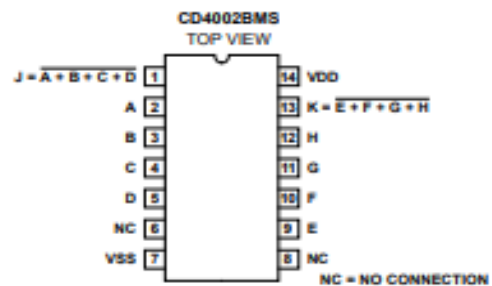 CD4002BMS
TOP VIEW
J = A + B + C + D 1 14 VDD
A 2 13 K = E + F + G + H
B 3 12 H
C 4 11 G
D 5 10 F
NC 6 9 E
VSS 7 8 NC
NC = NO CONNECTION